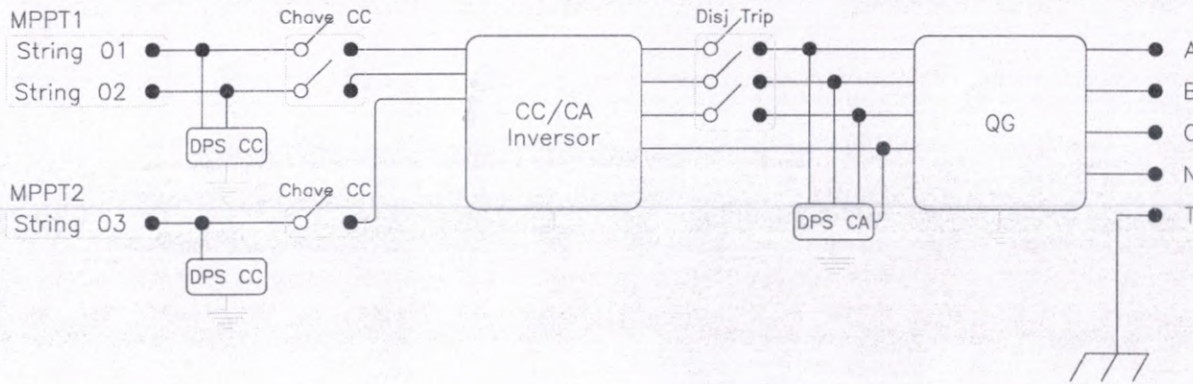 MPPT1
String 01
String 02
Chave CC
DPS CC
MPPT2
String 03
Chave CC
DPS CC
CC/CA
Inversor
Disj Trip
DPS CA
QG
A
N
T